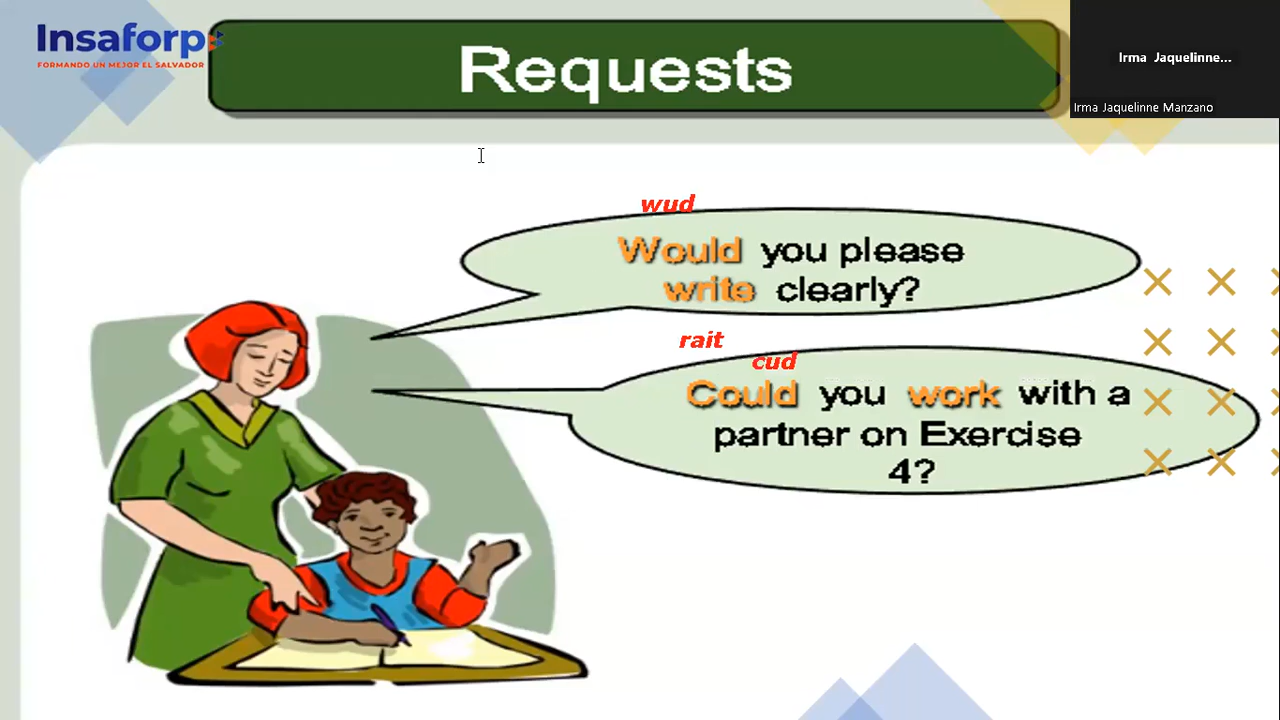 Insaforp
FORMANDO UN MEJOR EL SALVADOR
Requests
Irma Jaquelinne...
Irma Jaquelinne Manzano
wud
Would you please
write clearly?
rait
cud
Could you work with a
partner on Exercise
4?